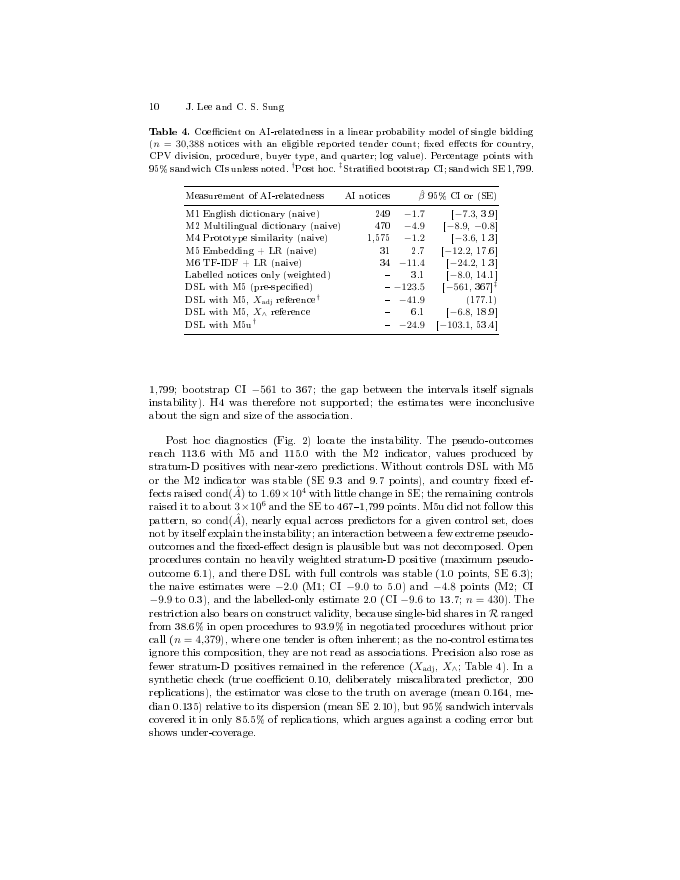 10 J. Lee and C. S. Sung
Table 4. Coefficient on AI-relatedness in a linear probability model of single bidding
(n = 30,388 notices with an eligible reported tender count; fixed effects for country,
CPV division, procedure, buyer type, and quarter; log value). Percentage points with
95% sandwich CIs unless noted. †Post hoc. ‡Stratified bootstrap CI; sandwich SE 1,799.
Measurement of AI-relatedness AI notices β̂ 95% CI or (SE)
M1 English dictionary (naive) 249 −1.7 [−7.3, 3.9]
M2 Multilingual dictionary (naive) 470 −4.9 [−8.9, −0.8]
M4 Prototype similarity (naive) 1,575 −1.2 [−3.6, 1.3]
M5 Embedding + LR (naive) 31 2.7 [−12.2, 17.6]
M6 TF-IDF + LR (naive) 34 −11.4 [−24.2, 1.3]
Labelled notices only (weighted) – 3.1 [−8.0, 14.1]
DSL with M5 (pre-specified) – −123.5 [−561, 367]‡
DSL with M5, Xadj reference† – −41.9 (177.1)
DSL with M5, X∧ reference 6.1 [−6.8, 18.9]
DSL with M5u† – −24.9 [−103.1, 53.4]
1,799; bootstrap CI −561 to 367; the gap between the intervals itself signals
instability). H4 was therefore not supported; the estimates were inconclusive
about the sign and size of the association.
Post hoc diagnostics (Fig. 2) locate the instability. The pseudo-outcomes
reach 113.6 with M5 and 115.0 with the M2 indicator, values produced by
stratum-D positives with near-zero predictions. Without controls DSL with M5
or the M2 indicator was stable (SE 9.3 and 9.7 points), and country fixed ef-
fects raised cond(Â) to 1.69×10⁴ with little change in SE; the remaining controls
raised it to about 3×10⁶ and the SE to 467–1,799 points. M5u did not follow this
pattern, so cond(Â), nearly equal across predictors for a given control set, does
not by itself explain the instability; an interaction between a few extreme pseudo-
outcomes and the fixed-effect design is plausible but was not decomposed. Open
procedures contain no heavily weighted stratum-D positive (maximum pseudo-
outcome 6.1), and there DSL with full controls was stable (1.0 points, SE 6.3);
the naive estimates were −2.0 (M1; CI −9.0 to 5.0) and −4.8 points (M2; CI
−9.9 to 0.3), and the labelled-only estimate 2.0 (CI −9.6 to 13.7; n = 430). The
restriction also bears on construct validity, because single-bid shares in R ranged
from 38.6% in open procedures to 93.9% in negotiated procedures without prior
call (n = 4,379), where one tender is often inherent; as the no-control estimates
ignore this composition, they are not read as associations. Precision also rose as
fewer stratum-D positives remained in the reference (Xadj, X∧; Table 4). In a
synthetic check (true coefficient 0.10, deliberately miscalibrated predictor, 200
replications), the estimator was close to the truth on average (mean 0.164, me-
dian 0.135) relative to its dispersion (mean SE 2.10), but 95% sandwich intervals
covered it in only 85.5% of replications, which argues against a coding error but
shows under-coverage.